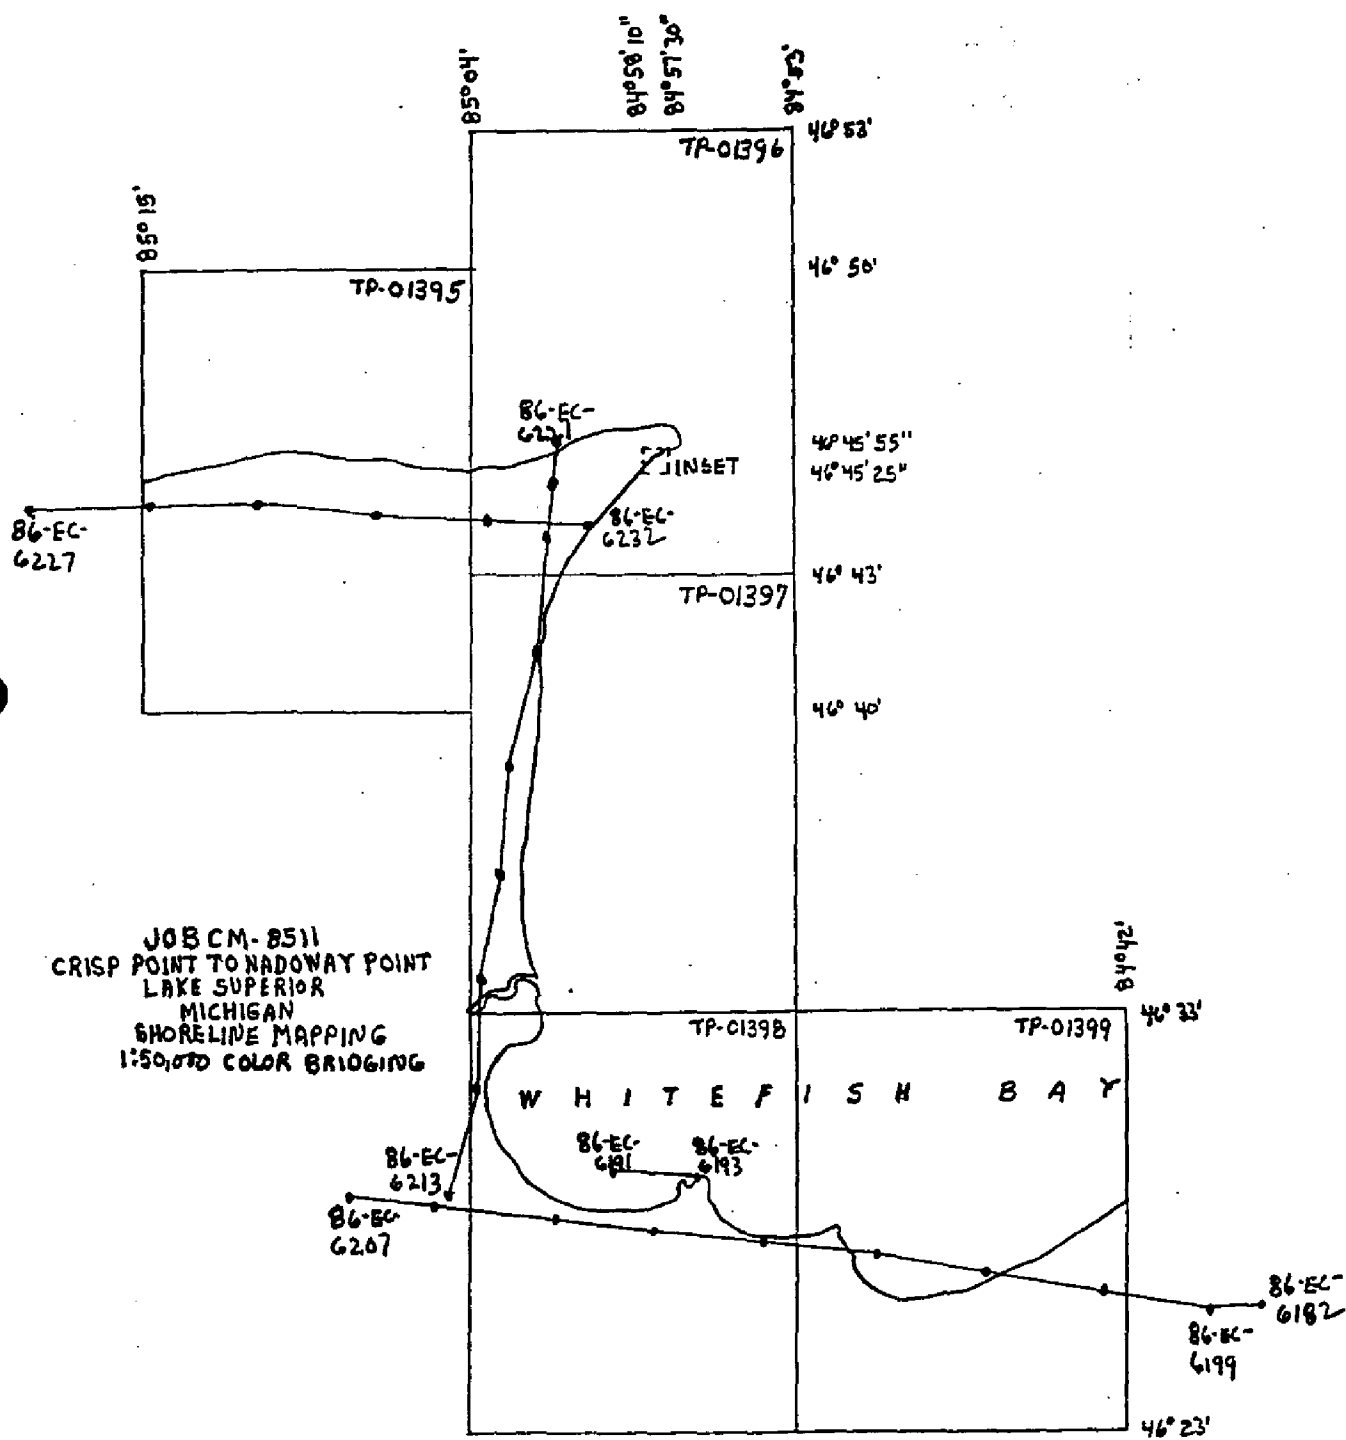 85° 04'
84° 58' 10"
84° 57' 30"
84° 53'
46° 53'
TP-01396
85° 15'
46° 50'
TP-01395
86-EC-
46° 45' 55"
46° 45' 25"
INSET
86-EC-
6232
86-EC-
6227
46° 43'
TP-01397
46° 40'
JOB CM-8511
CRISP POINT TO NADOWAY POINT
LAKE SUPERIOR
MICHIGAN
SHORELINE MAPPING
1:50,000 COLOR BRIDGING
84° 42'
46° 33'
TP-01398
TP-01399
WHITEFISH BAY
86-EC-
6191
86-EC-
6193
86-EC-
6213
86-EC-
6207
86-EC-
6182
86-EC-
6199
46° 23'